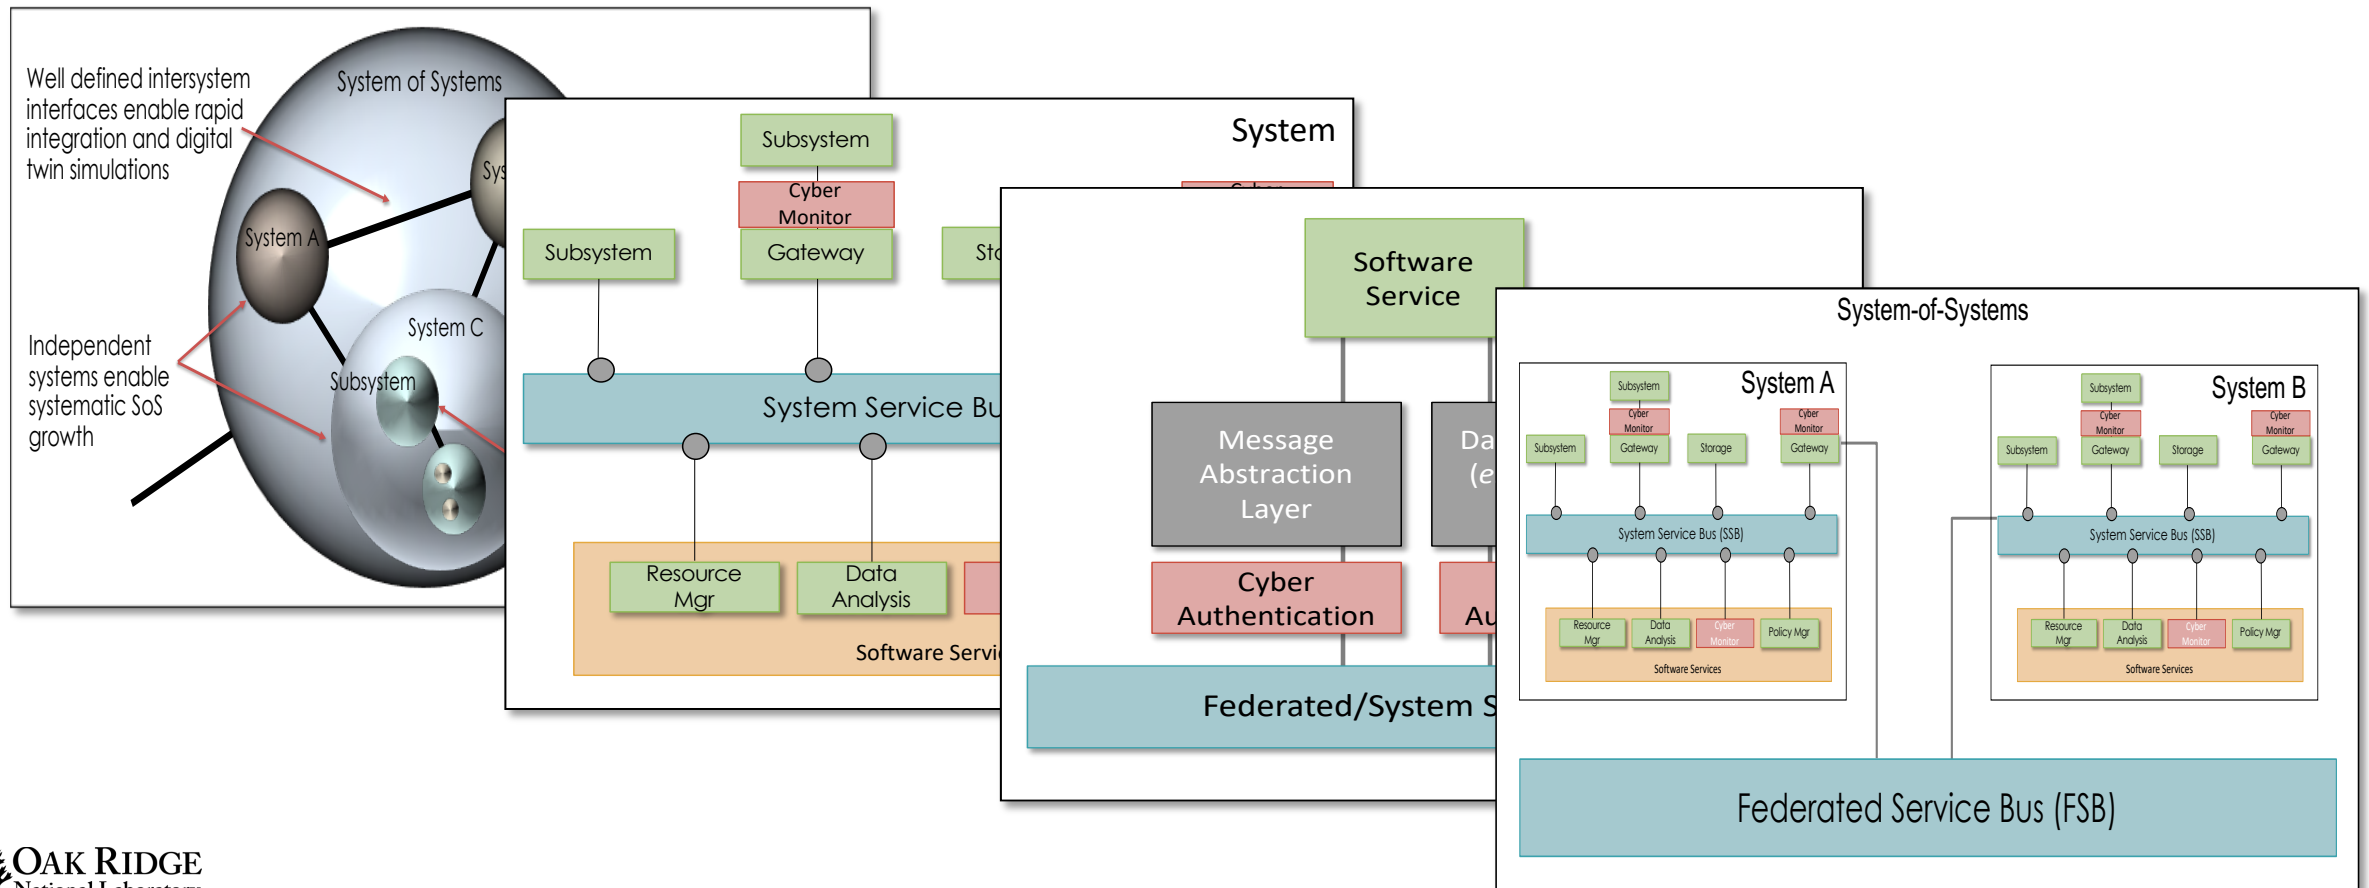 Well defined intersystem
interfaces enable rapid
integration and digital
twin simulations
System of Systems
System A
System C
Subsystem
Independent
systems enable
systematic SoS
growth
System
Subsystem
Cyber
Monitor
Subsystem
Gateway
System Service Bu
Resource
Mgr
Data
Analysis
Software Servi
Software
Service
Message
Abstraction
Layer
Da
(e
Cyber
Authentication
Au
Federated/System S
System-of-Systems
System A
Subsystem
Cyber
Monitor
Cyber
Monitor
Subsystem
Gateway
Storage
Gateway
System Service Bus (SSB)
Resource
Mgr
Data
Analysis
Cyber
Monitor
Policy Mgr
Software Services
System B
Subsystem
Cyber
Monitor
Cyber
Monitor
Subsystem
Gateway
Storage
Gateway
System Service Bus (SSB)
Resource
Mgr
Data
Analysis
Cyber
Monitor
Policy Mgr
Software Services
Federated Service Bus (FSB)
OAK RIDGE
National Laboratory